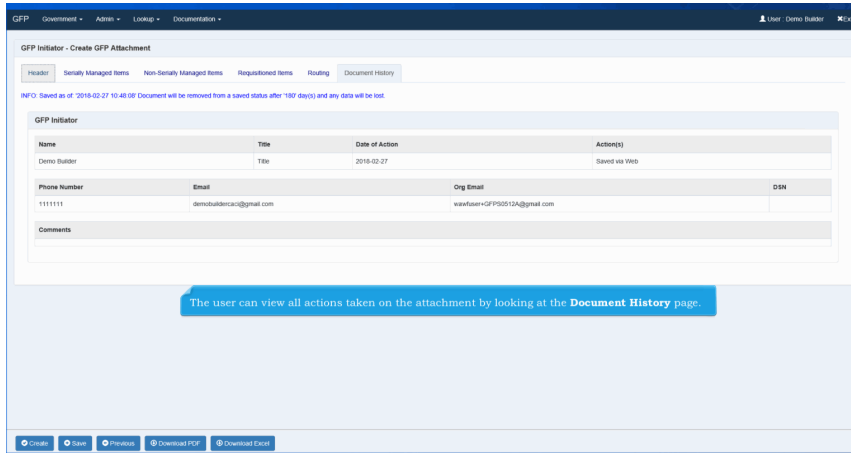 GFP Government Admin Lookup Documentation User : Demo Builder Ex
GFP Initiator - Create GFP Attachment
Header Serially Managed Items Non-Serially Managed Items Requisitioned Items Routing Document History
INFO: Saved as of: '2018-02-27 10:48:08' Document will be removed from a saved status after '180' day(s) and any data will be lost.
GFP Initiator
Name Title Date of Action Action(s)
Demo Builder Title 2018-02-27 Saved via Web
Phone Number Email Org Email DSN
1111111 demobuildercaci@gmail.com wawfuser+GFPS0512A@gmail.com
Comments
The user can view all actions taken on the attachment by looking at the Document History page.
Create Save Previous Download PDF Download Excel